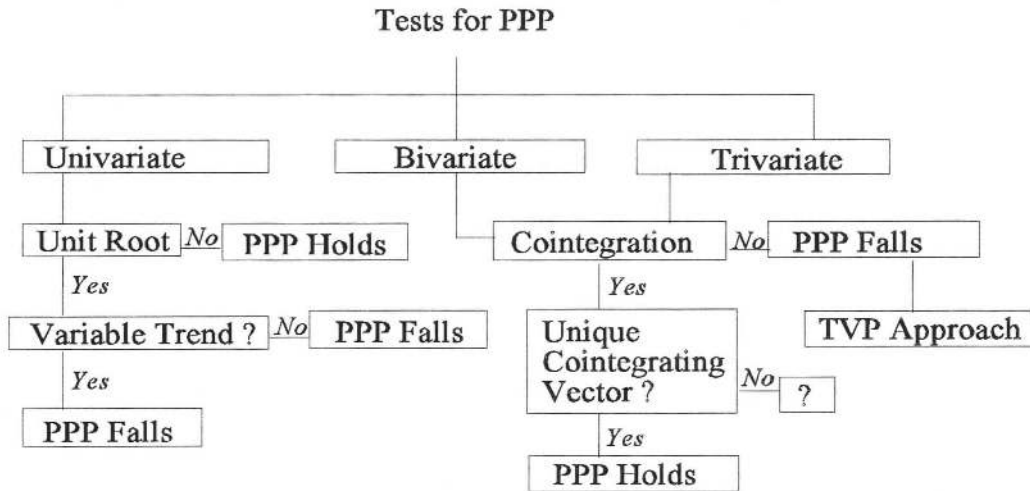 Tests for PPP
Univariate
Bivariate
Trivariate
Unit Root
No
PPP Holds
Cointegration
No
PPP Falls
Yes
Yes
Variable Trend ?
No
PPP Falls
Unique
Cointegrating
Vector ?
TVP Approach
No
?
Yes
PPP Falls
Yes
PPP Holds